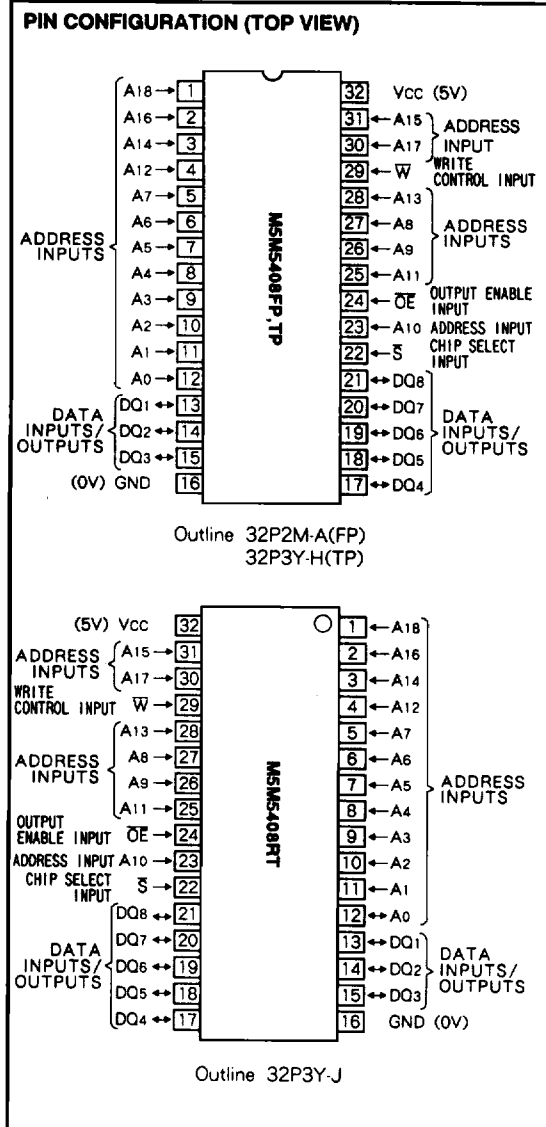 PIN CONFIGURATION (TOP VIEW)
A18→ 1 32 Vcc (5V)
A16→ 2 31 ←A15
A14→ 3 30 ←A17
ADDRESS INPUT
A12→ 4 29 ←W̅ WRITE CONTROL INPUT
A7→ 5 28 ←A13
A6→ 6 27 ←A8
A5→ 7 26 ←A9
A4→ 8 25 ←A11
ADDRESS INPUTS
ADDRESS INPUTS
A3→ 9 24 ←O̅E̅ OUTPUT ENABLE INPUT
A2→ 10 23 ←A10 ADDRESS INPUT
A1→ 11 22 ←S̅ CHIP SELECT INPUT
A0→ 12 21 ↔DQ8
DQ1↔ 13 20 ↔DQ7
DQ2↔ 14 19 ↔DQ6
DQ3↔ 15 18 ↔DQ5
(0V) GND 16 17 ↔DQ4
DATA INPUTS/ OUTPUTS
DATA INPUTS/ OUTPUTS
M5M5408FP,TP
Outline 32P2M-A(FP)
32P3Y-H(TP)
(5V) Vcc 32 1 ←A18
A15→ 31 2 ←A16
A17→ 30 3 ←A14
ADDRESS INPUTS
WRITE CONTROL INPUT W̅→ 29 4 ←A12
A13→ 28 5 ←A7
A8→ 27 6 ←A6
A9→ 26 7 ←A5
A11→ 25 8 ←A4
ADDRESS INPUTS
ADDRESS INPUTS
OUTPUT ENABLE INPUT O̅E̅→ 24 9 ←A3
ADDRESS INPUT A10→ 23 10 ←A2
CHIP SELECT INPUT S̅→ 22 11 ←A1
DQ8↔ 21 12 ↔A0
DQ7↔ 20 13 ↔DQ1
DQ6↔ 19 14 ↔DQ2
DQ5↔ 18 15 ↔DQ3
DQ4↔ 17 16 GND (0V)
DATA INPUTS/ OUTPUTS
DATA INPUTS/ OUTPUTS
M5M5408RT
Outline 32P3Y-J